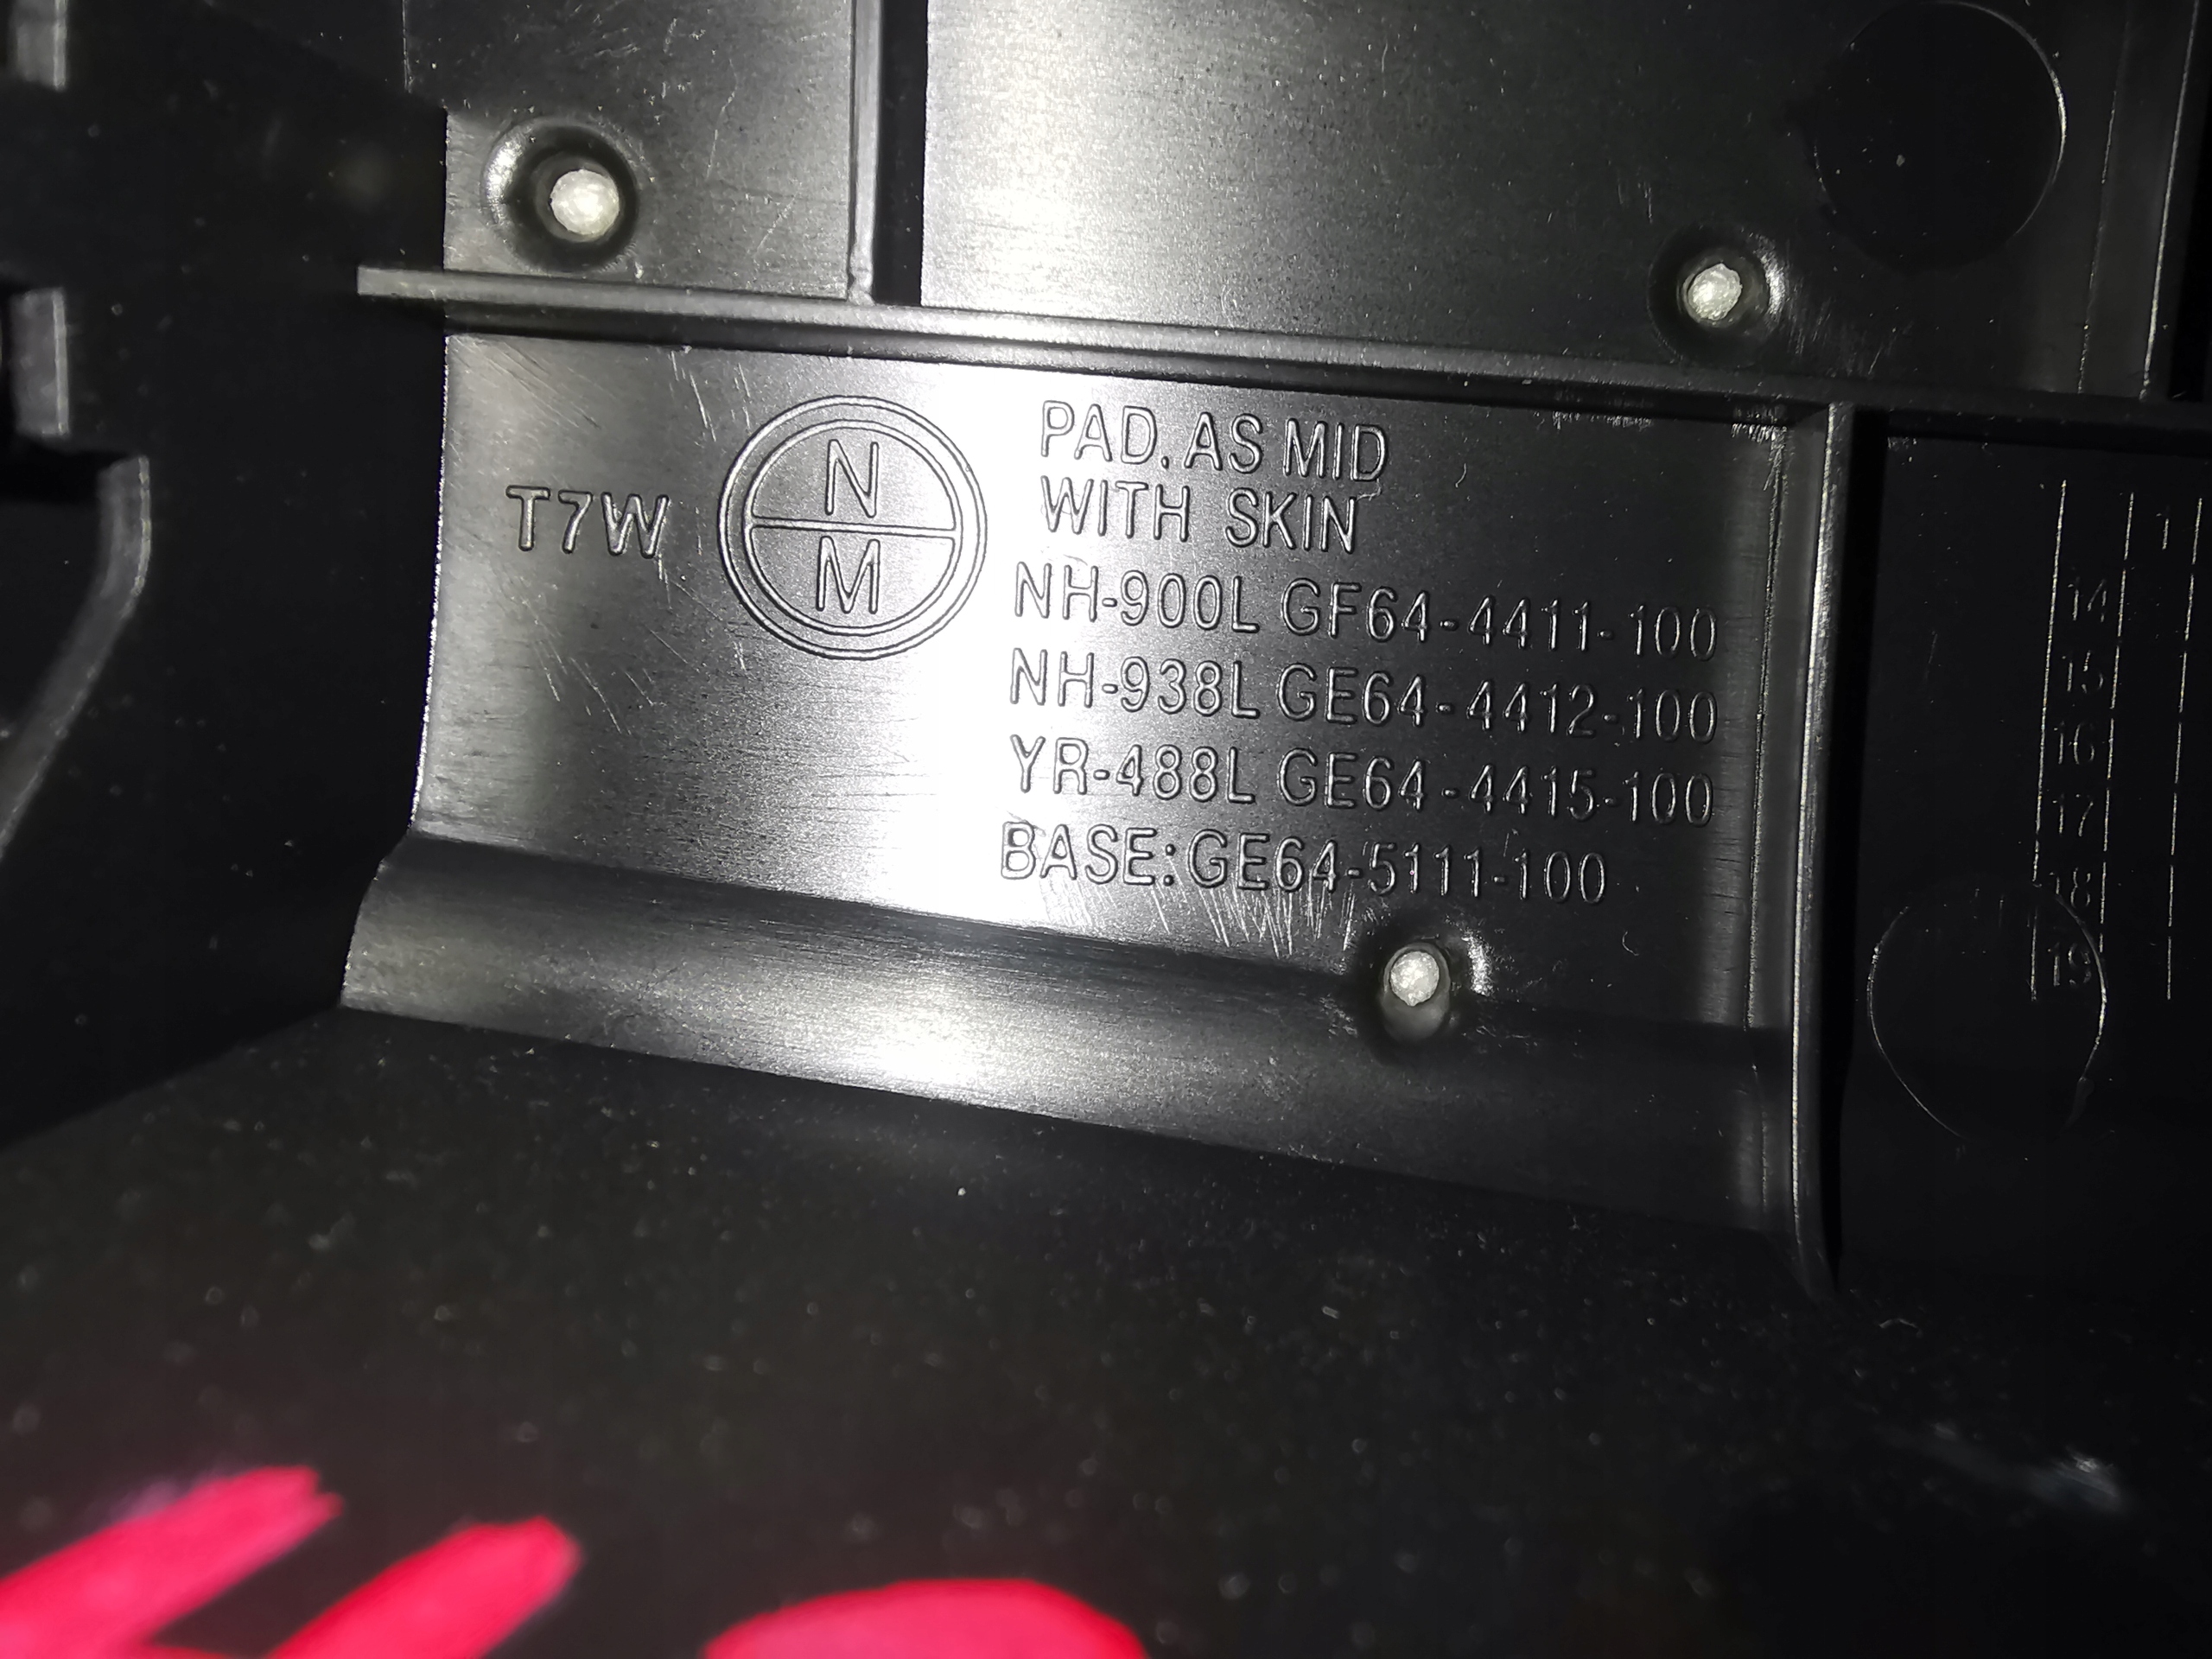 T7W
N
M
PAD. AS MID
WITH SKIN
NH-900L GF64-4411-100
NH-938L GE64-4412-100
YR-488L GE64-4415-100
BASE:GE64-5111-100
1
14
15
16
17
18
19